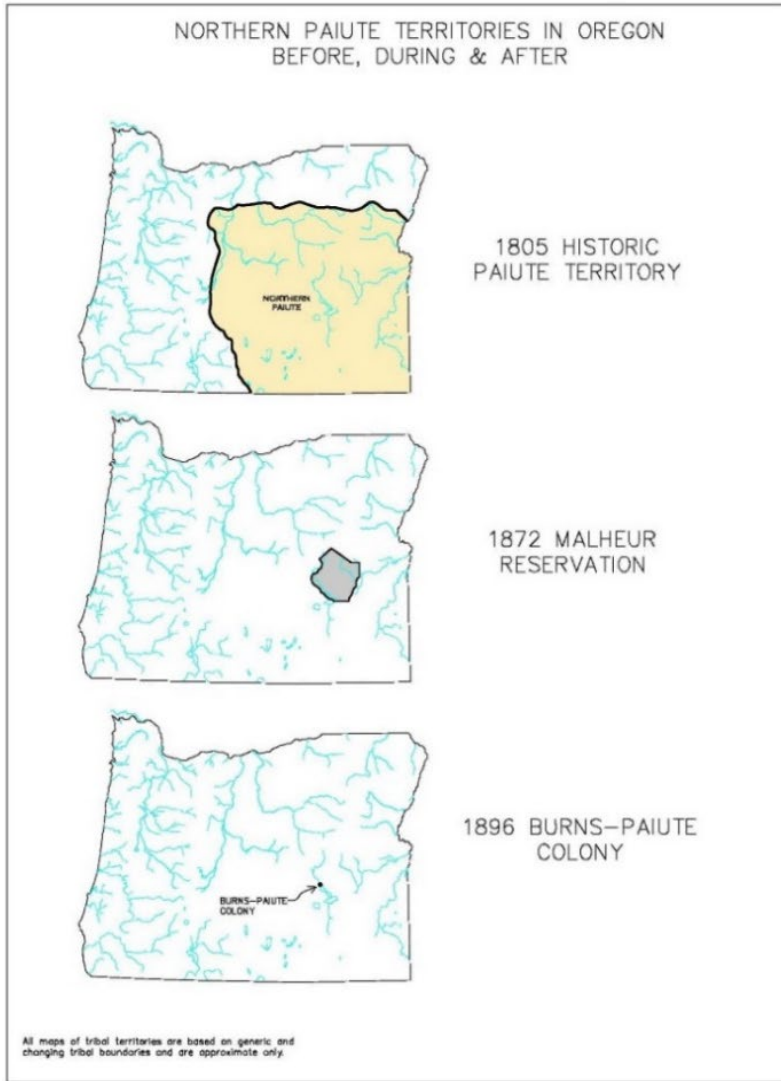 NORTHERN PAIUTE TERRITORIES IN OREGON
BEFORE, DURING & AFTER
NORTHERN
PAIUTE
1805 HISTORIC
PAIUTE TERRITORY
1872 MALHEUR
RESERVATION
BURNS-PAIUTE
COLONY
1896 BURNS-PAIUTE
COLONY
All maps of tribal territories are based on generic and
changing tribal boundaries and are approximate only.